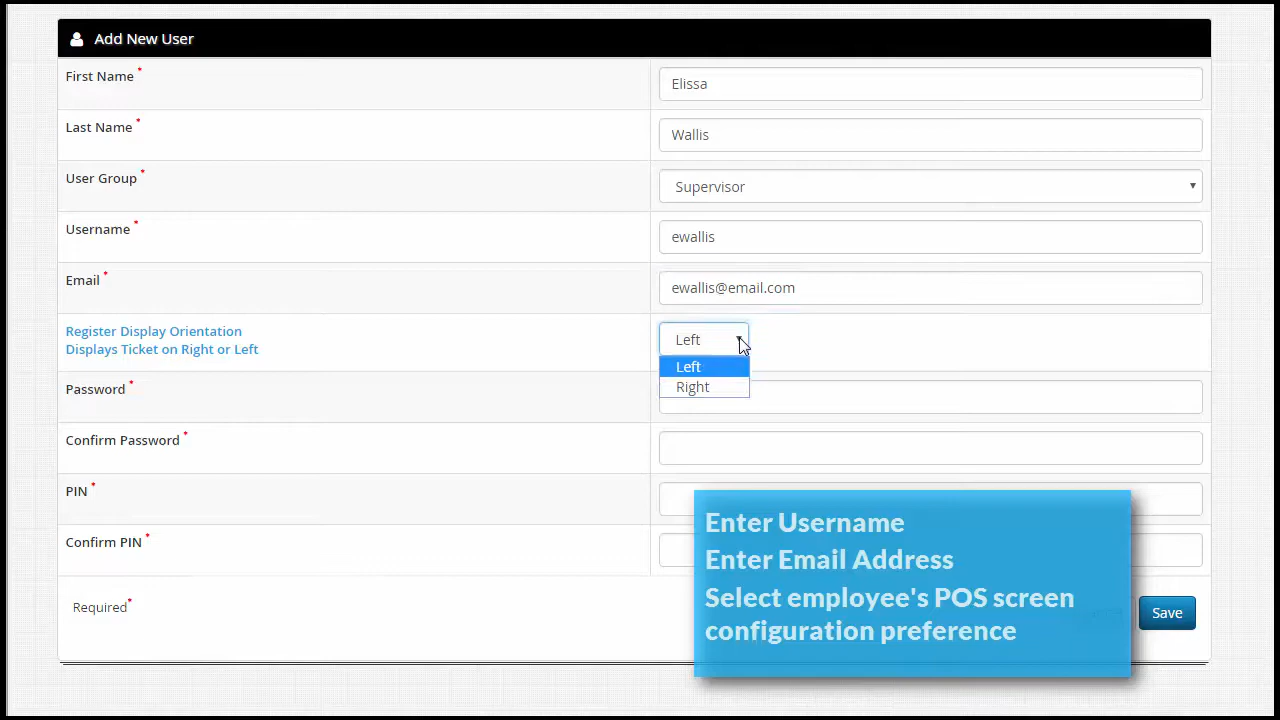 Add New User
First Name *
Elissa
Last Name *
Wallis
User Group *
Supervisor
Username *
ewallis
Email *
ewallis@email.com
Register Display Orientation
Displays Ticket on Right or Left
Left
Left
Right
Password *
Confirm Password *
PIN *
Confirm PIN *
Enter Username
Enter Email Address
Select employee's POS screen
configuration preference
Required*
Save